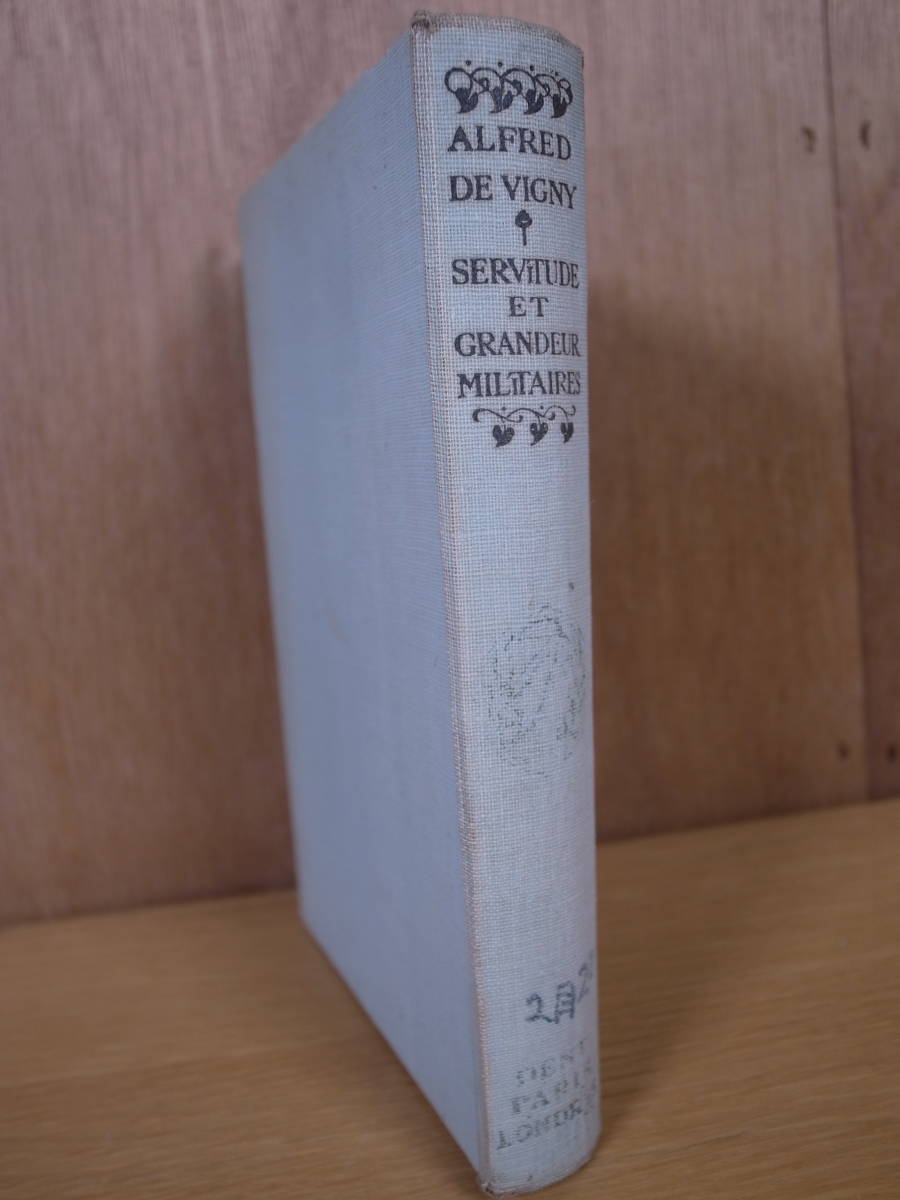 ALFRED
DE VIGNY
SERVITUDE
ET
GRANDEUR
MILITAIRES
DENT
PARIS
LONDRES